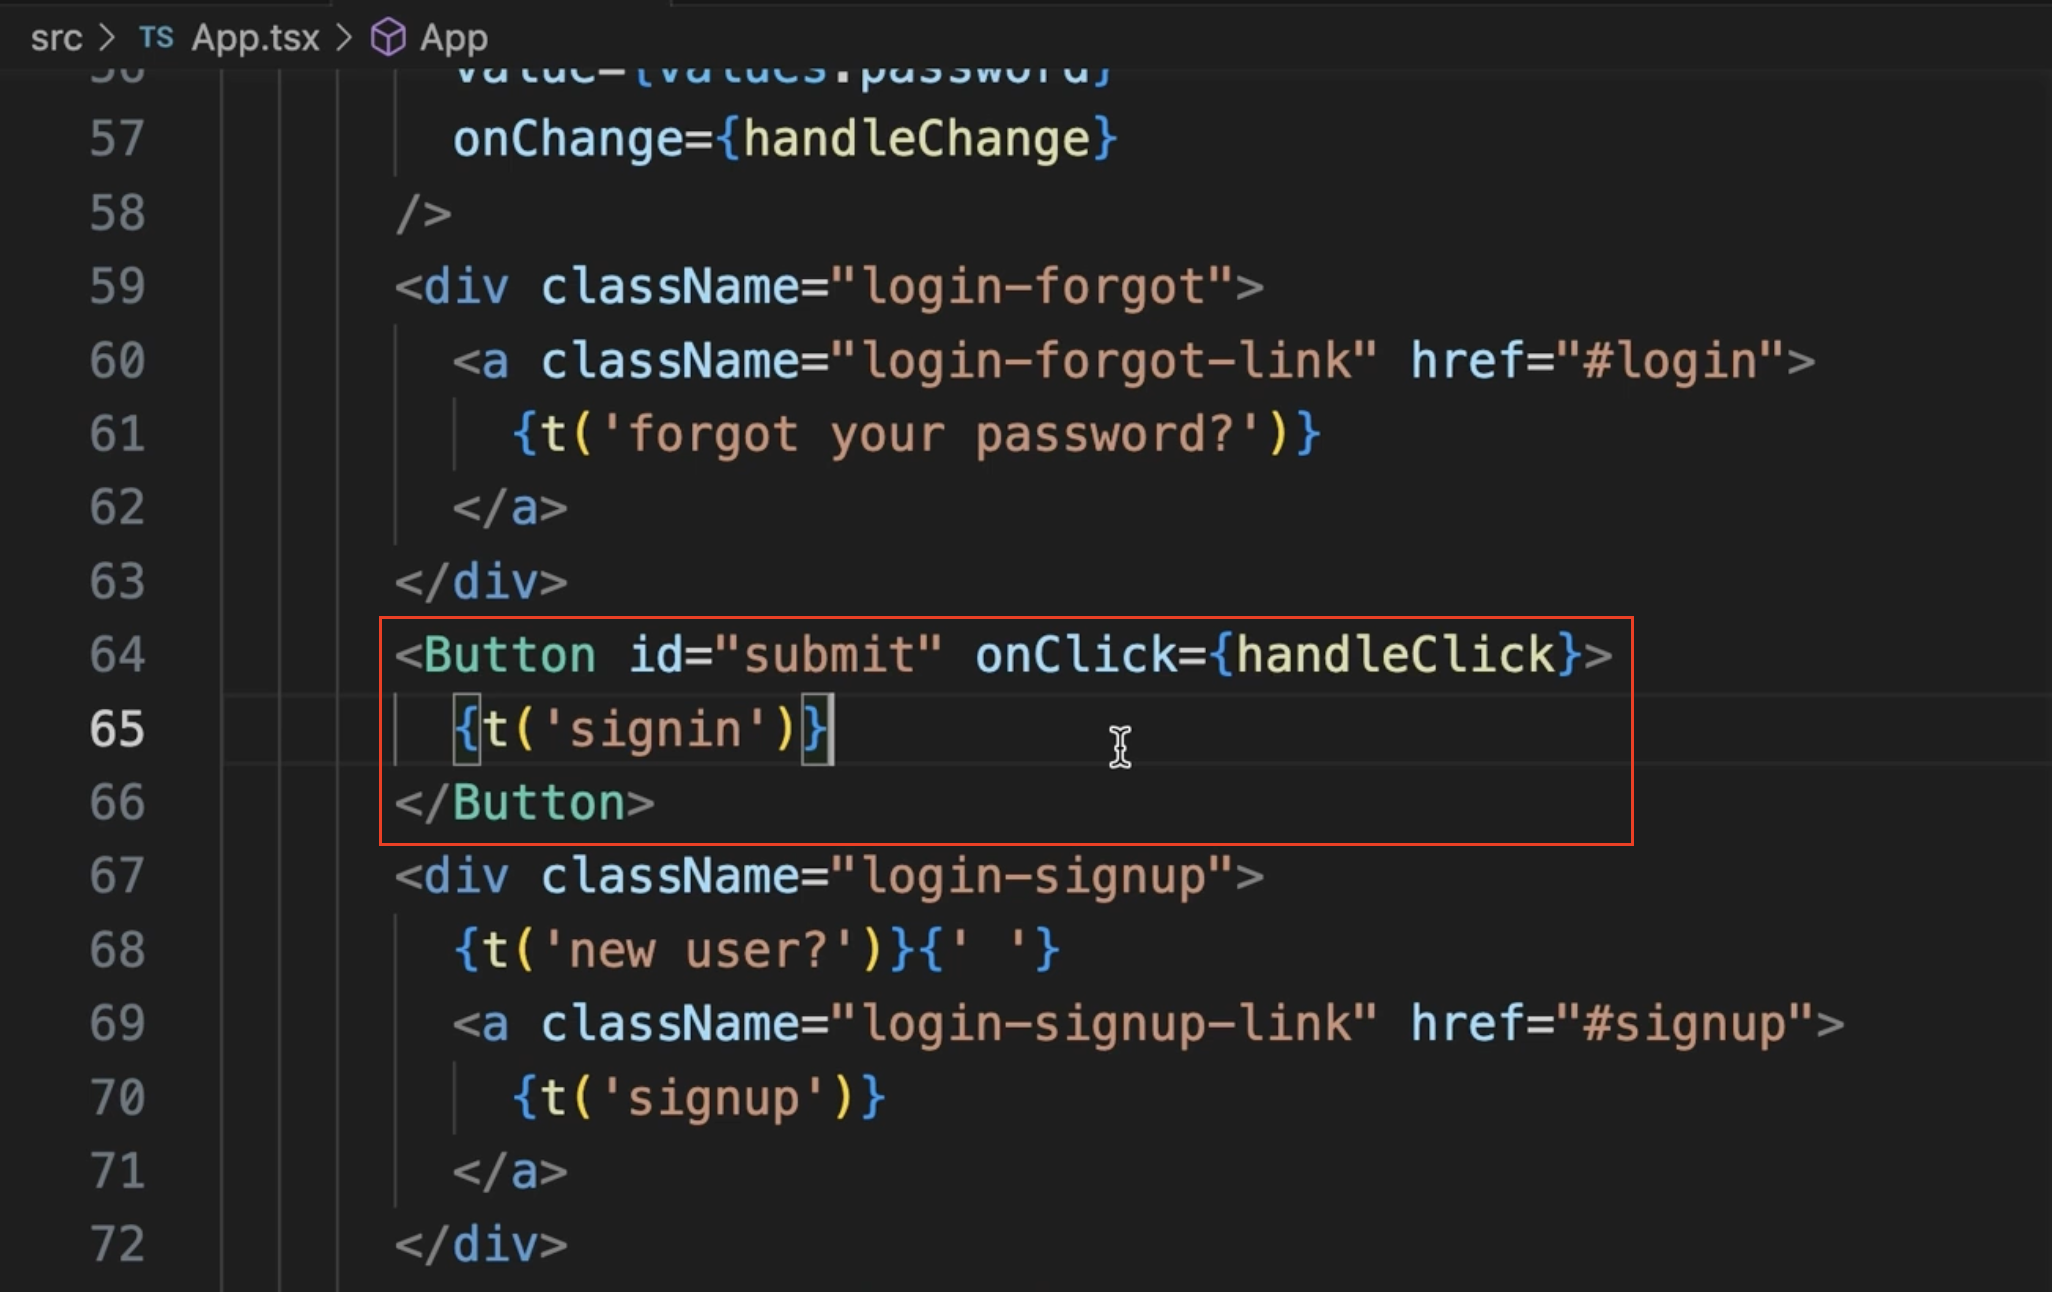 src > TS App.tsx > App
56 value={values.password}
57 onChange={handleChange}
58 />
59 <div className="login-forgot">
60 <a className="login-forgot-link" href="#login">
61 {t('forgot your password?')}
62 </a>
63 </div>
64 <Button id="submit" onClick={handleClick}>
65 {t('signin')}
66 </Button>
67 <div className="login-signup">
68 {t('new user?')}{' '}
69 <a className="login-signup-link" href="#signup">
70 {t('signup')}
71 </a>
72 </div>